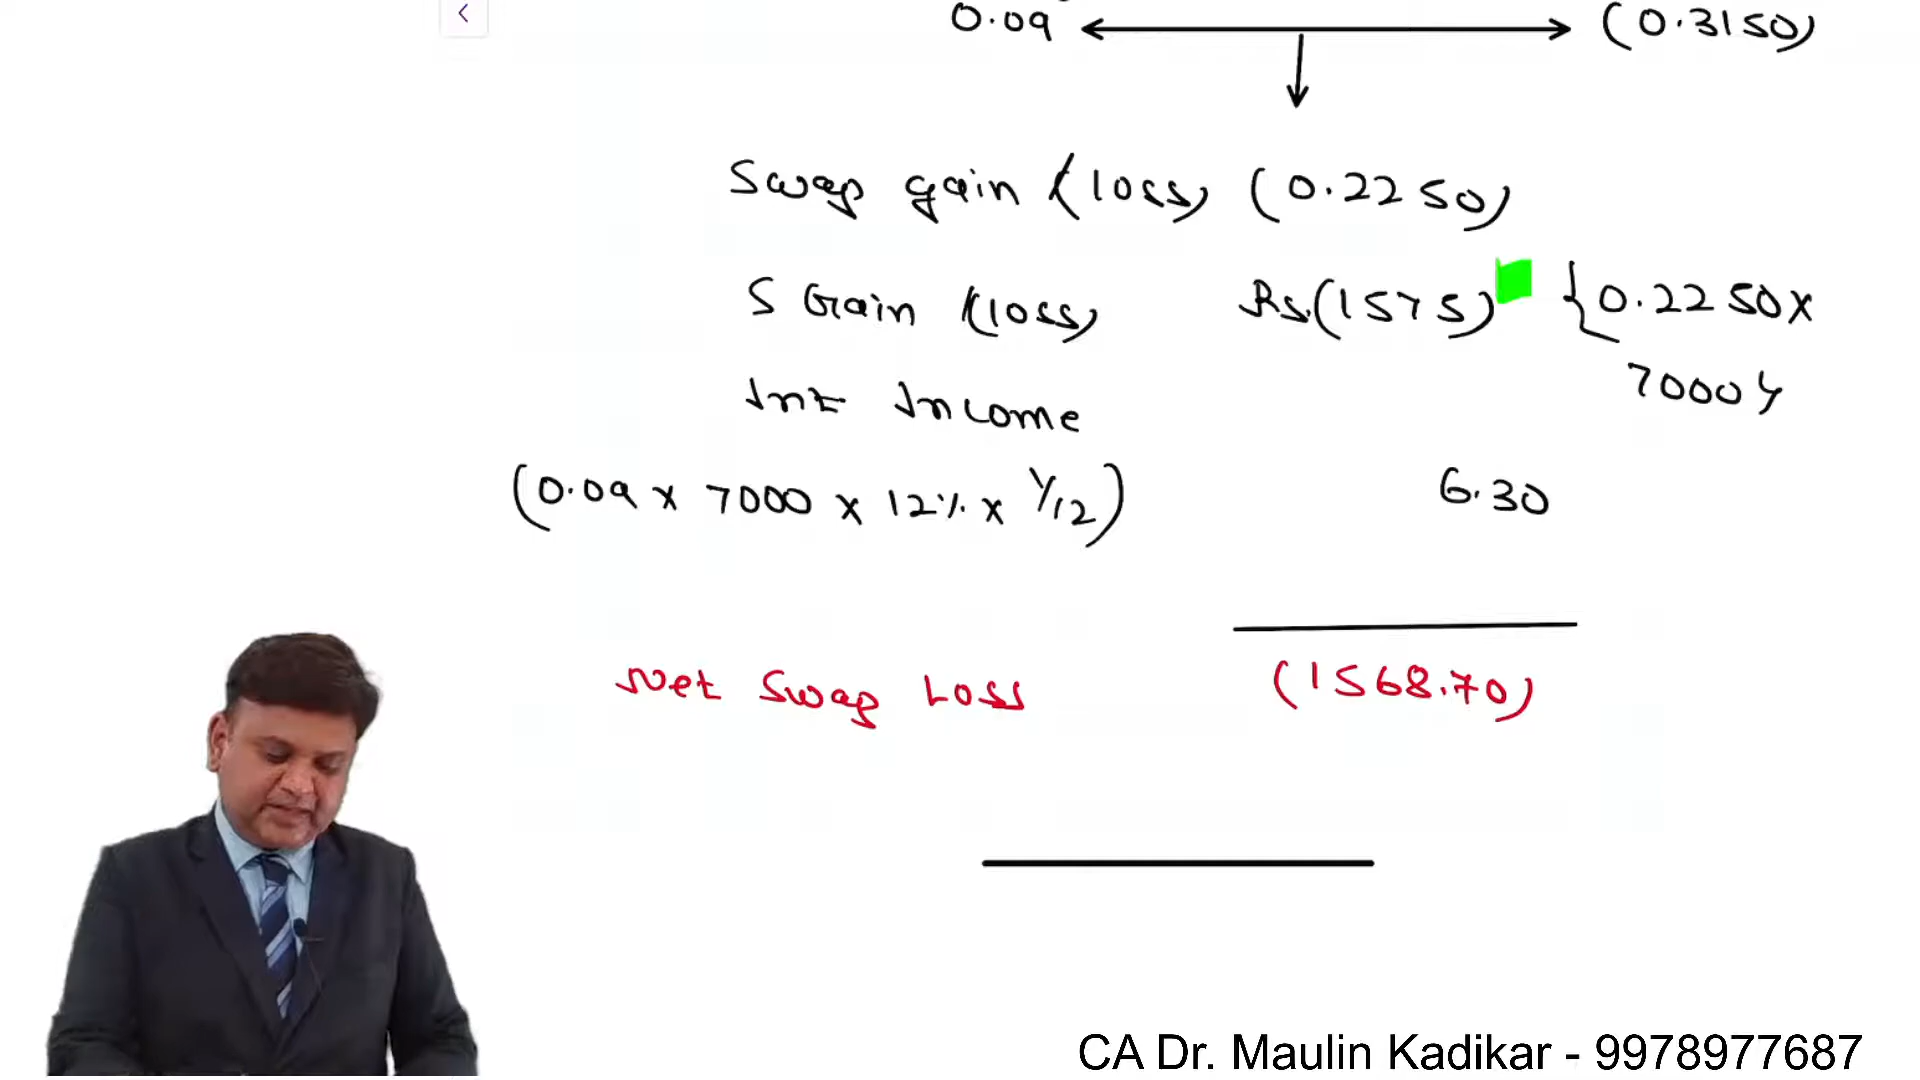 0.09 (0.3150)
Swap gain (loss) (0.2250)
S Gain (loss) Rs.(1575) {0.2250x
7000}
Int Income
(0.09 x 7000 x 12% x 1/12) 6.30
Net Swap Loss (1568.70)
CA Dr. Maulin Kadikar - 9978977687